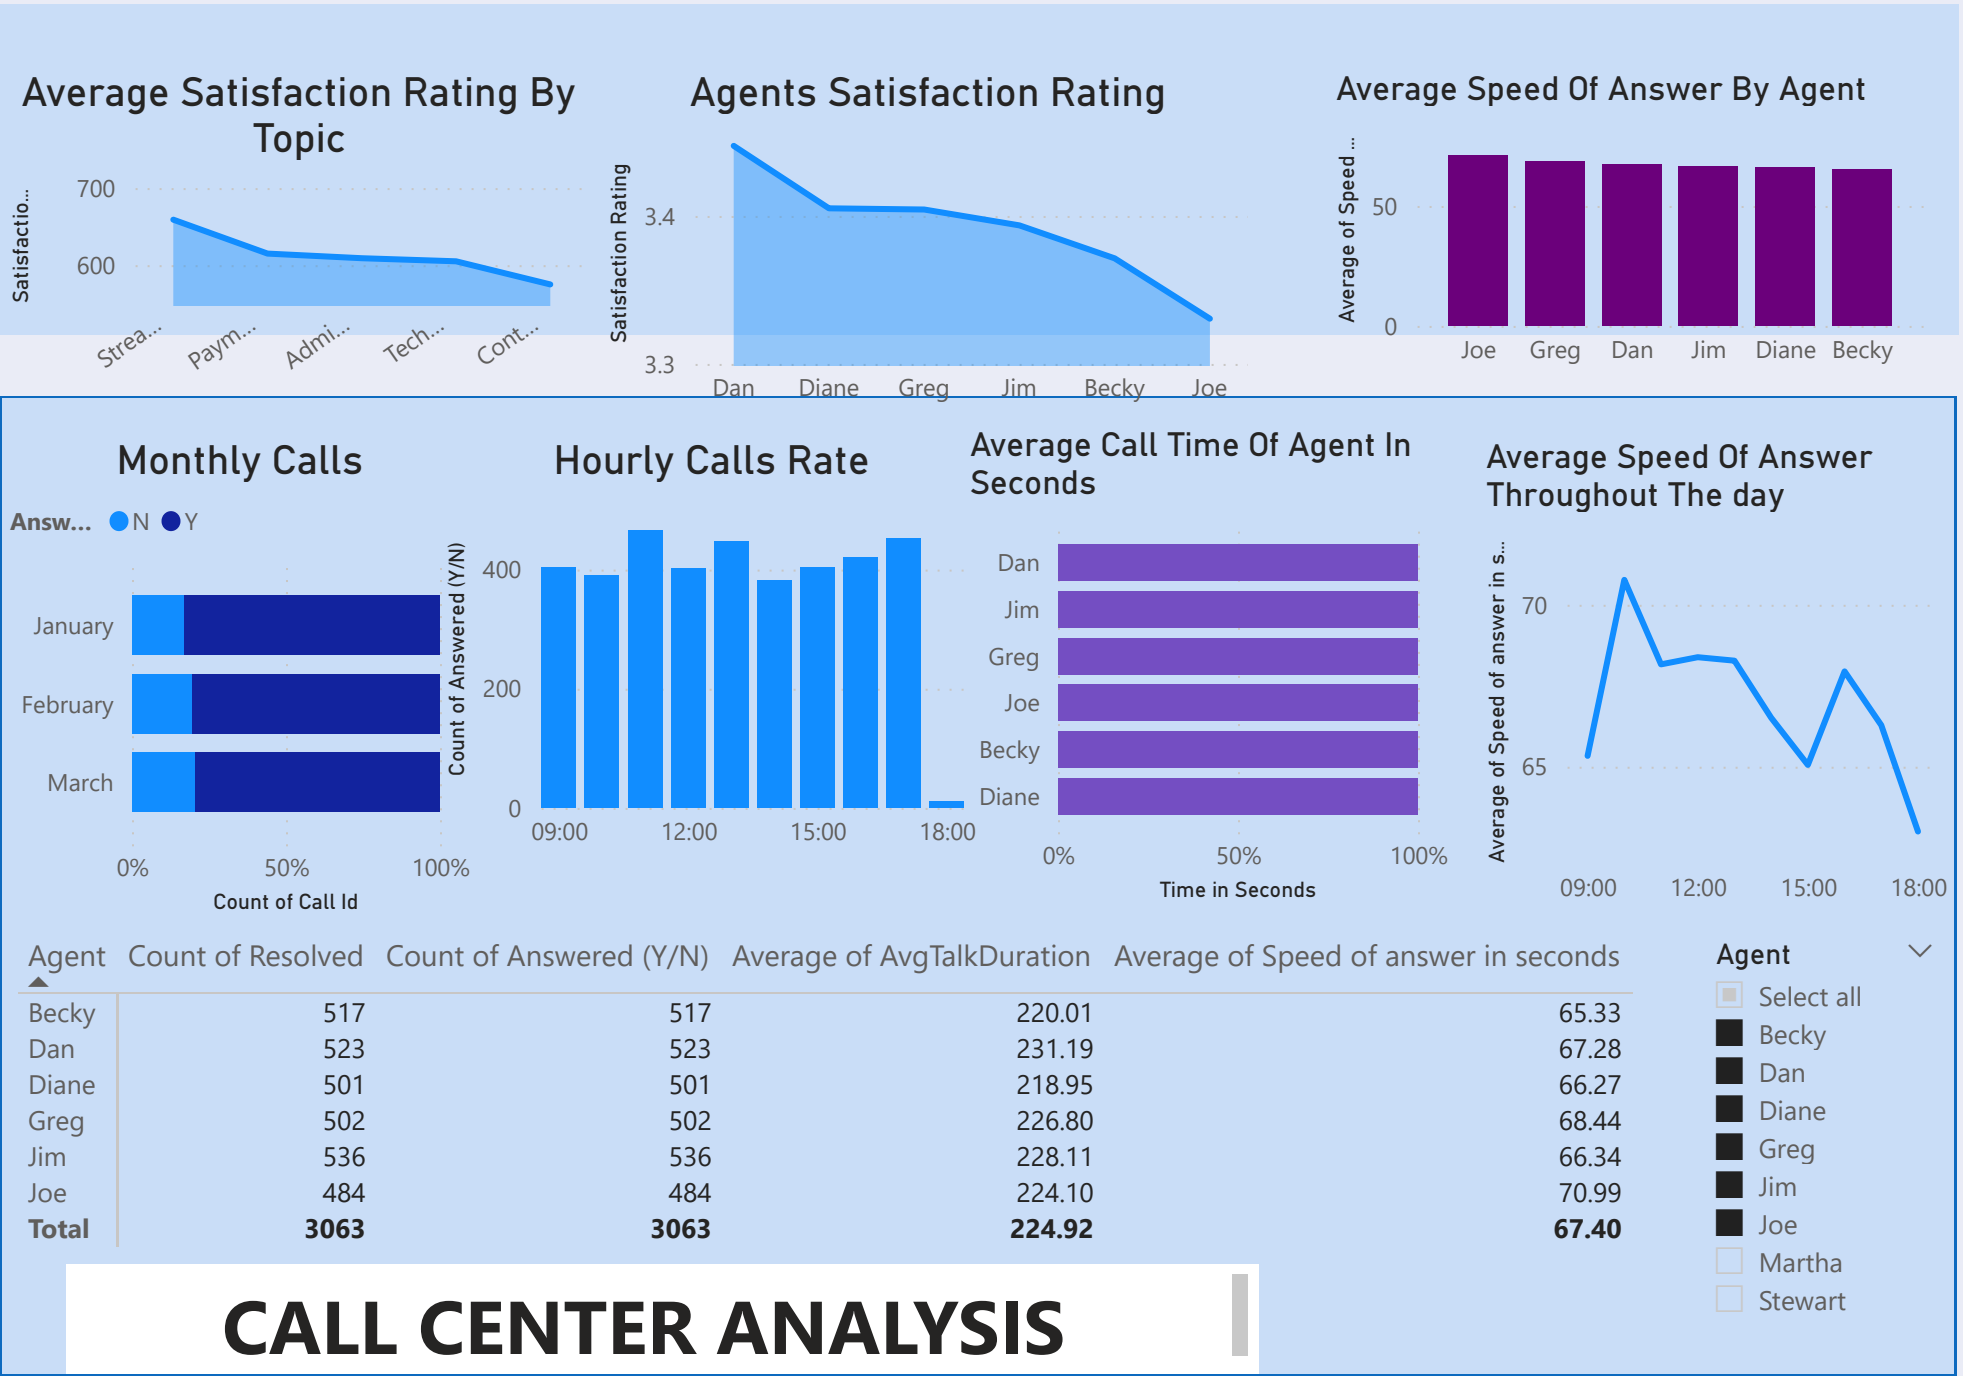 Average Satisfaction Rating By
Topic
Satisfactio...
700
600
Strea...
Paym...
Admi...
Tech...
Cont...
Agents Satisfaction Rating
Satisfaction Rating
3.4
3.3
Dan
Diane
Greg
Jim
Becky
Joe
Average Speed Of Answer By Agent
Average of Speed ...
50
0
Joe
Greg
Dan
Jim
Diane
Becky
Monthly Calls
Answ...
N
Y
January
February
March
0%
50%
100%
Count of Call Id
Hourly Calls Rate
Count of Answered (Y/N)
400
200
0
09:00
12:00
15:00
18:00
Average Call Time Of Agent In
Seconds
Dan
Jim
Greg
Joe
Becky
Diane
0%
50%
100%
Time in Seconds
Average Speed Of Answer
Throughout The day
Average of Speed of answer in s...
70
65
09:00
12:00
15:00
18:00
Agent Count of Resolved Count of Answered (Y/N) Average of AvgTalkDuration Average of Speed of answer in seconds
Becky 517 517 220.01 65.33
Dan 523 523 231.19 67.28
Diane 501 501 218.95 66.27
Greg 502 502 226.80 68.44
Jim 536 536 228.11 66.34
Joe 484 484 224.10 70.99
Total 3063 3063 224.92 67.40
Agent
Select all
Becky
Dan
Diane
Greg
Jim
Joe
Martha
Stewart
CALL CENTER ANALYSIS